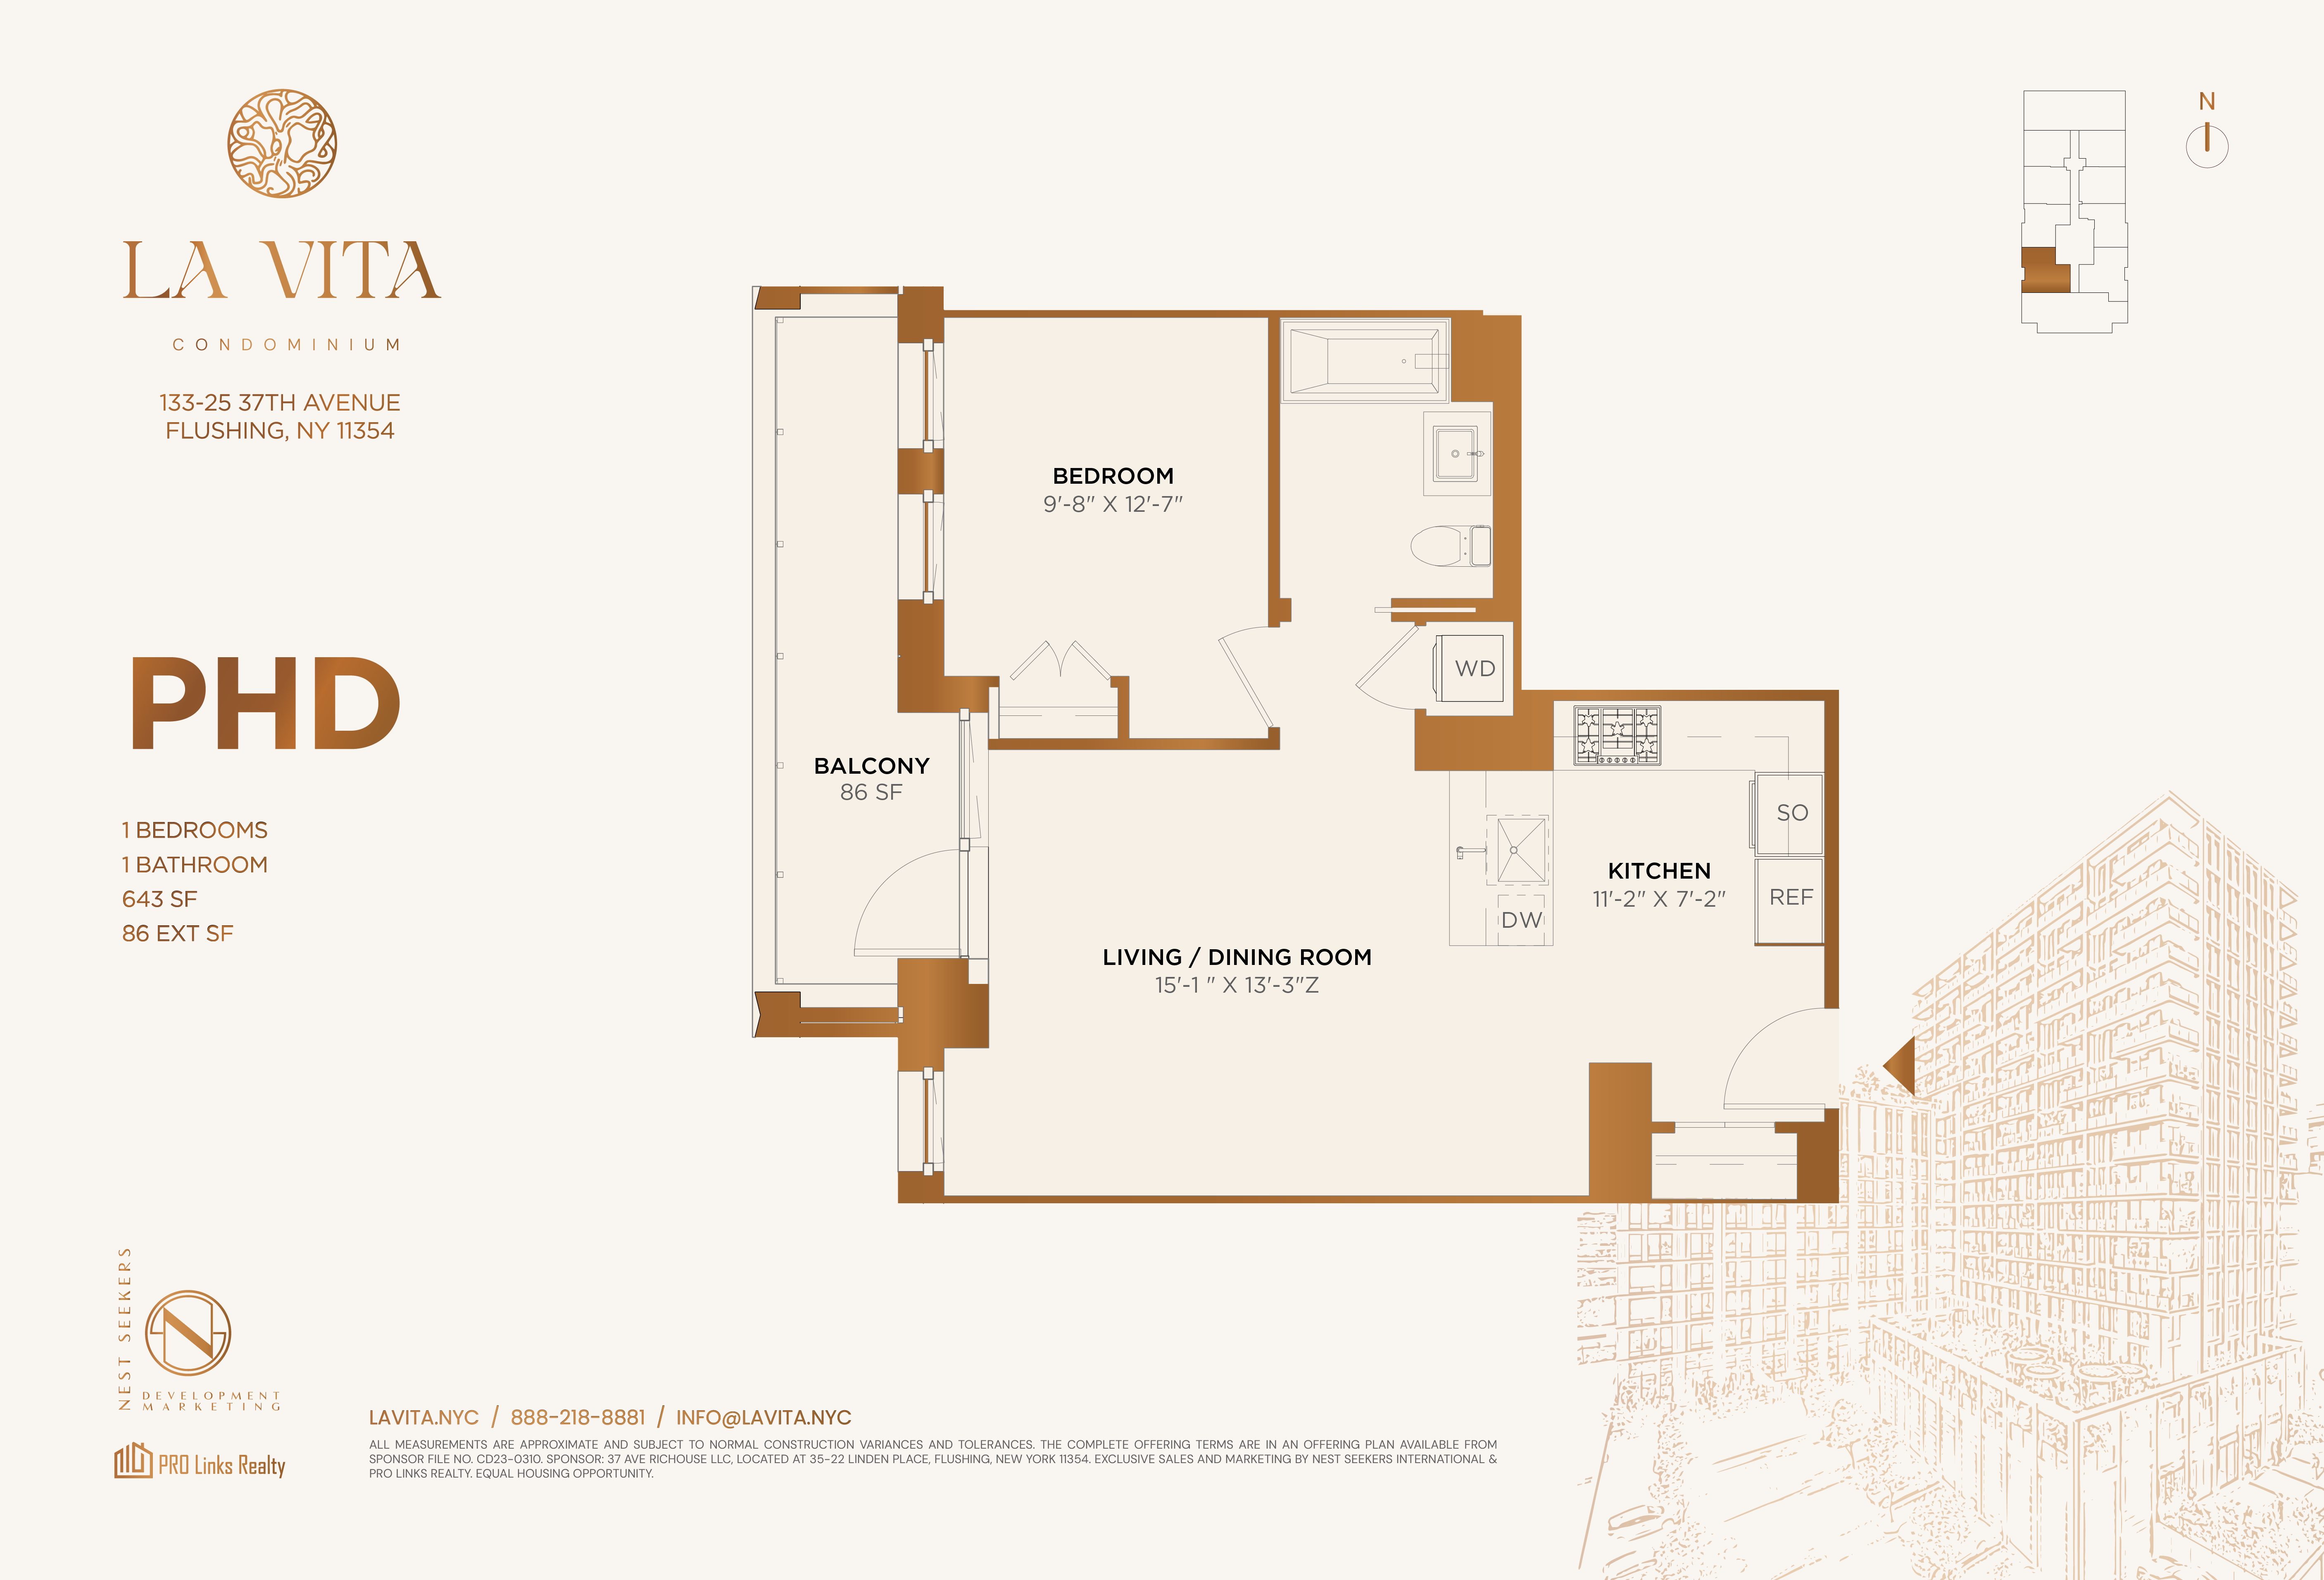 LA VITA
CONDOMINIUM
133-25 37TH AVENUE
FLUSHING, NY 11354
N
PHD
1 BEDROOMS
1 BATHROOM
643 SF
86 EXT SF
BEDROOM
9'-8" X 12'-7"
WD
BALCONY
86 SF
SO
KITCHEN
11'-2" X 7'-2"
REF
DW
LIVING / DINING ROOM
15'-1 " X 13'-3"Z
NEST SEEKERS
DEVELOPMENT
MARKETING
PRO Links Realty
LAVITA.NYC / 888-218-8881 / INFO@LAVITA.NYC
ALL MEASUREMENTS ARE APPROXIMATE AND SUBJECT TO NORMAL CONSTRUCTION VARIANCES AND TOLERANCES. THE COMPLETE OFFERING TERMS ARE IN AN OFFERING PLAN AVAILABLE FROM
SPONSOR FILE NO. CD23-0310. SPONSOR: 37 AVE RICHOUSE LLC, LOCATED AT 35-22 LINDEN PLACE, FLUSHING, NEW YORK 11354. EXCLUSIVE SALES AND MARKETING BY NEST SEEKERS INTERNATIONAL &
PRO LINKS REALTY. EQUAL HOUSING OPPORTUNITY.